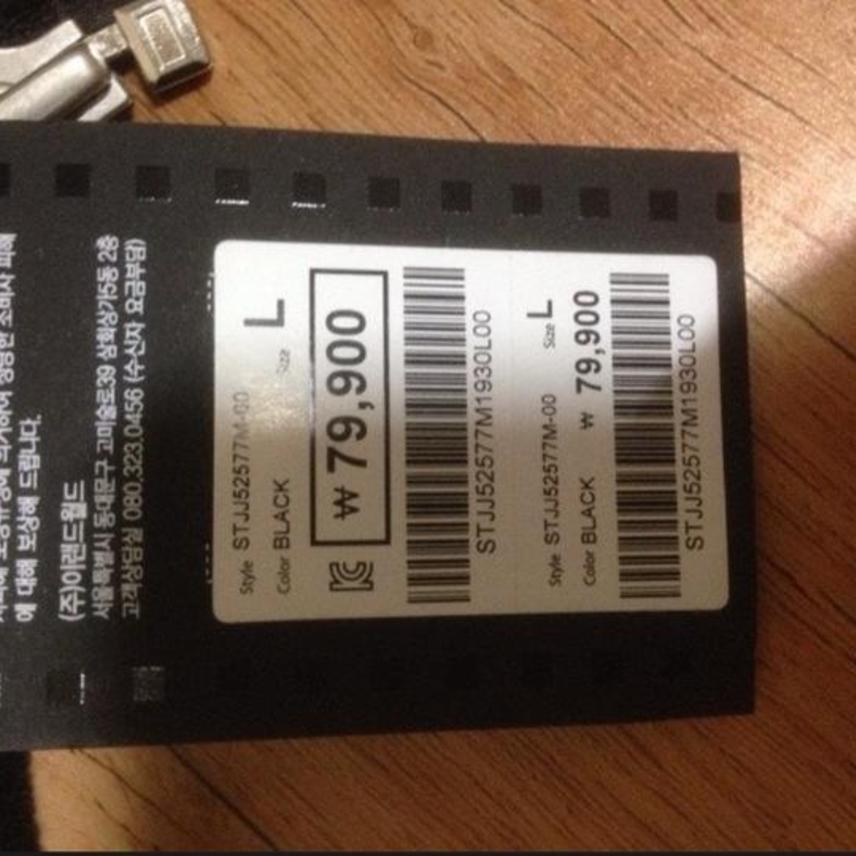 에 대해 보상해 드립니다.
(주)이랜드월드
서울특별시 동대문구 고미술로39 삼희상가5동 2층
고객상담실 080.323.0456 (수신자 요금부담)
Style STJJ52577M-00
Color BLACK Size L
₩ 79,900
STJJ52577M1930L00
Style STJJ52577M-00 Size L
Color BLACK ₩ 79,900
STJJ52577M1930L00